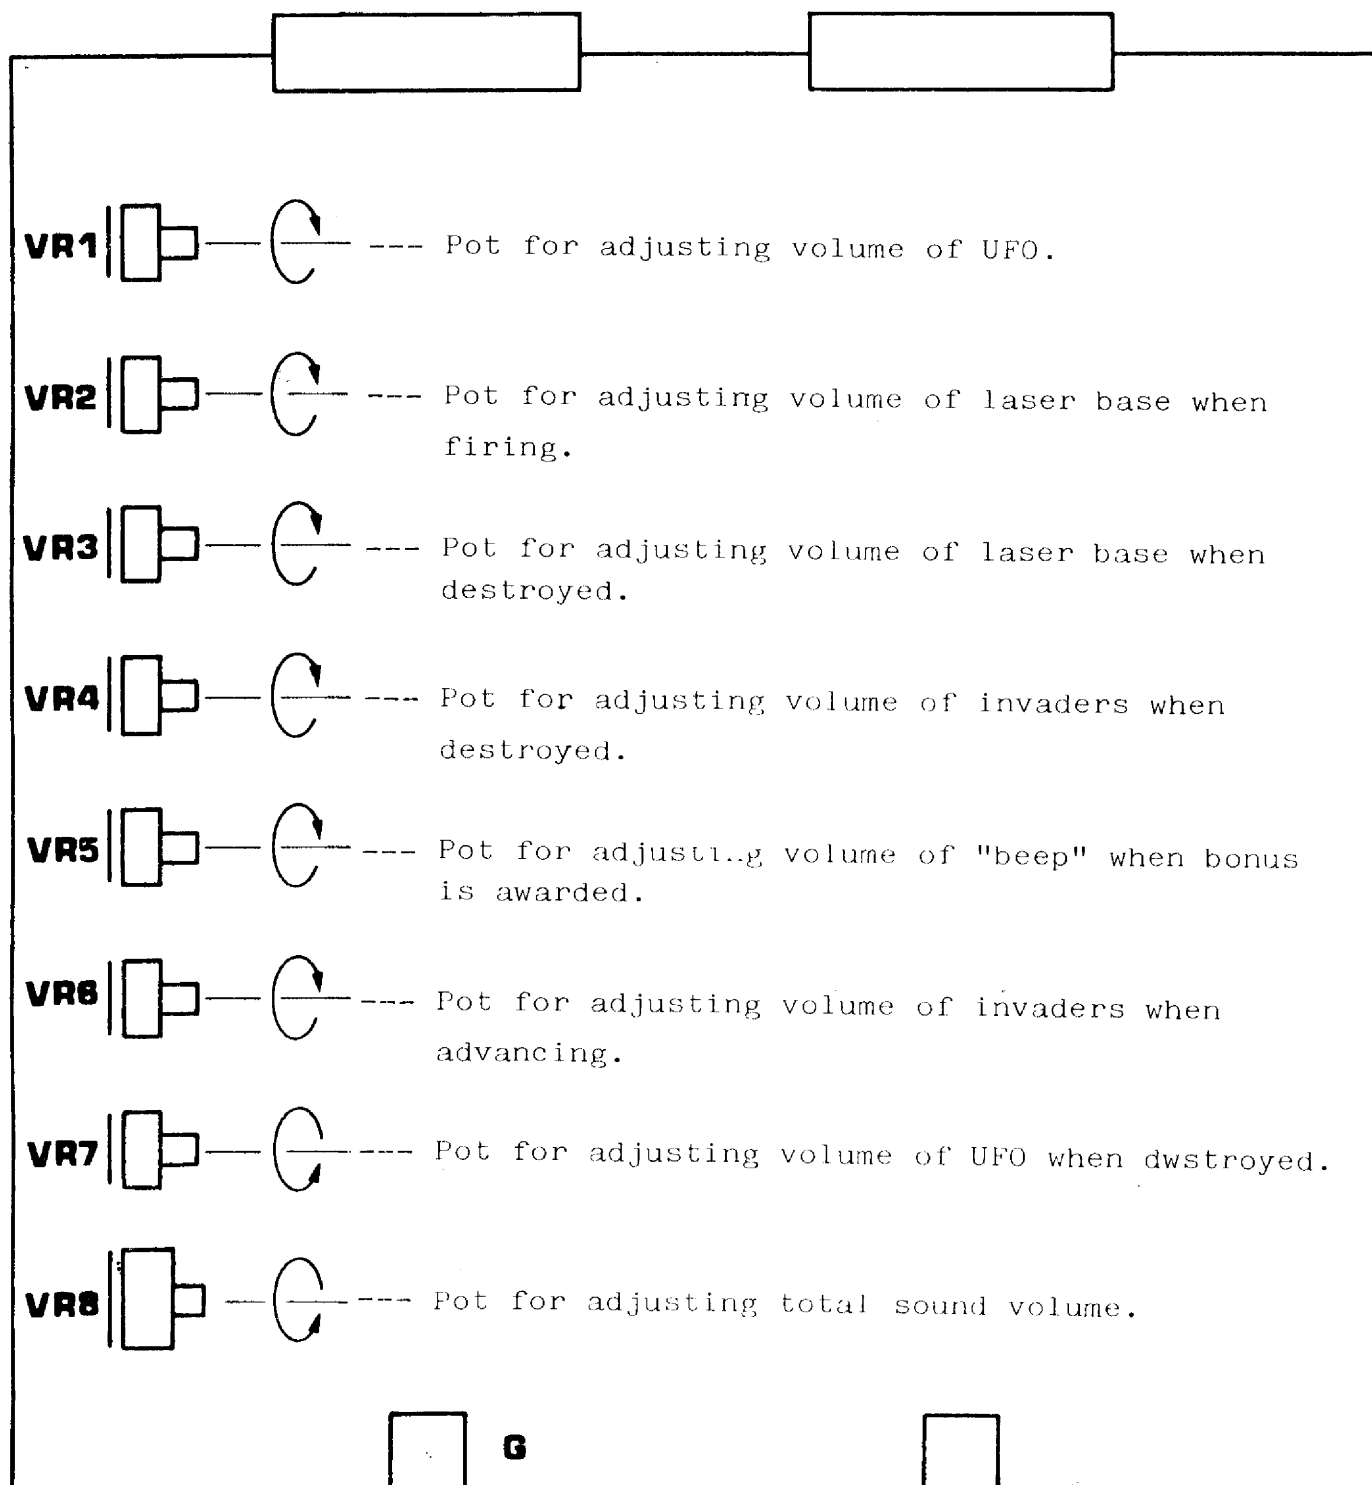 VR1 --- Pot for adjusting volume of UFO.
VR2 --- Pot for adjusting volume of laser base when
firing.
VR3 --- Pot for adjusting volume of laser base when
destroyed.
VR4 --- Pot for adjusting volume of invaders when
destroyed.
VR5 --- Pot for adjusting volume of "beep" when bonus
is awarded.
VR6 --- Pot for adjusting volume of invaders when
advancing.
VR7 --- Pot for adjusting volume of UFO when dwstroyed.
VR8 --- Pot for adjusting total sound volume.
G